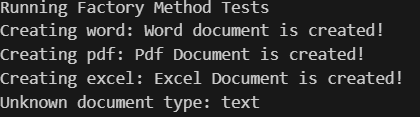 Running Factory Method Tests
Creating word: Word document is created!
Creating pdf: Pdf Document is created!
Creating excel: Excel Document is created!
Unknown document type: text